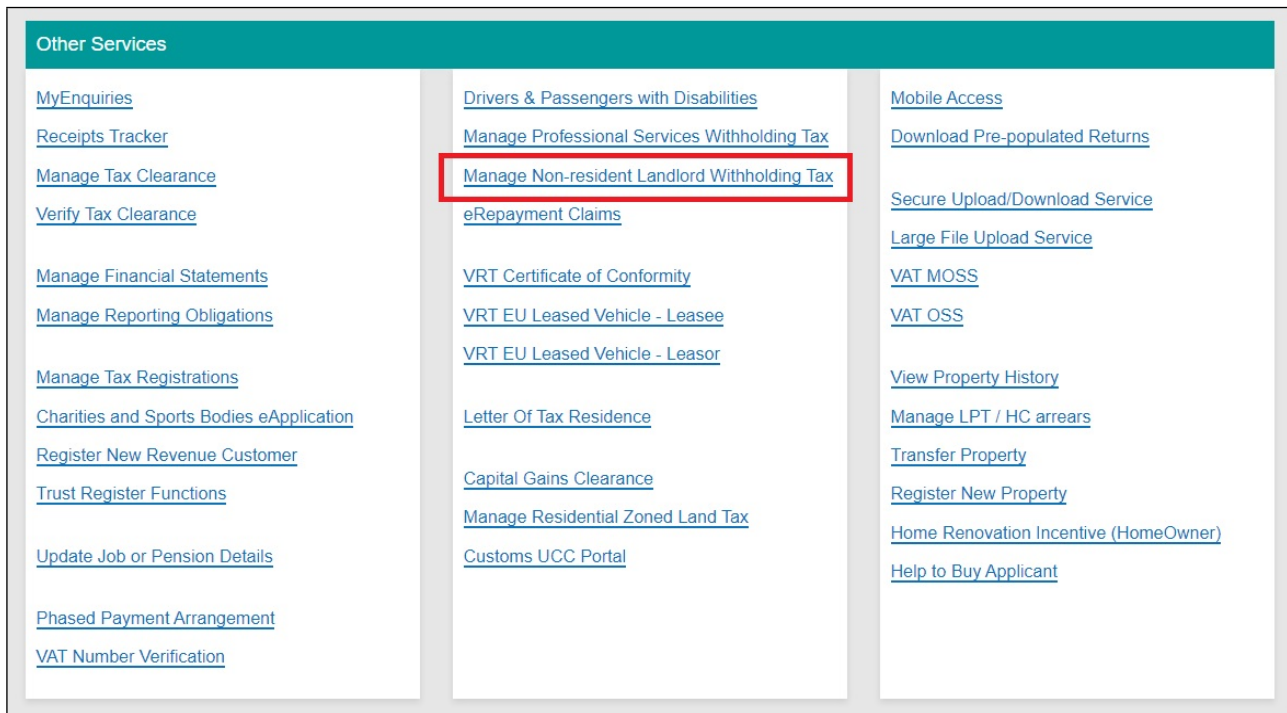 Other Services
MyEnquiries
Receipts Tracker
Manage Tax Clearance
Verify Tax Clearance
Manage Financial Statements
Manage Reporting Obligations
Manage Tax Registrations
Charities and Sports Bodies eApplication
Register New Revenue Customer
Trust Register Functions
Update Job or Pension Details
Phased Payment Arrangement
VAT Number Verification
Drivers & Passengers with Disabilities
Manage Professional Services Withholding Tax
Manage Non-resident Landlord Withholding Tax
eRepayment Claims
VRT Certificate of Conformity
VRT EU Leased Vehicle - Leasee
VRT EU Leased Vehicle - Leasor
Letter Of Tax Residence
Capital Gains Clearance
Manage Residential Zoned Land Tax
Customs UCC Portal
Mobile Access
Download Pre-populated Returns
Secure Upload/Download Service
Large File Upload Service
VAT MOSS
VAT OSS
View Property History
Manage LPT / HC arrears
Transfer Property
Register New Property
Home Renovation Incentive (HomeOwner)
Help to Buy Applicant